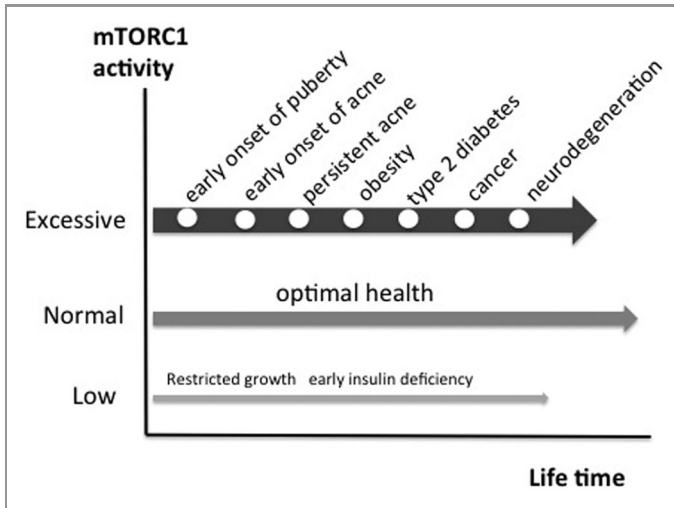 mTORC1
activity
early onset of puberty
early onset of acne
persistent acne
obesity
type 2 diabetes
cancer
neurodegeneration
Excessive
optimal health
Normal
Restricted growth early insulin deficiency
Low
Life time